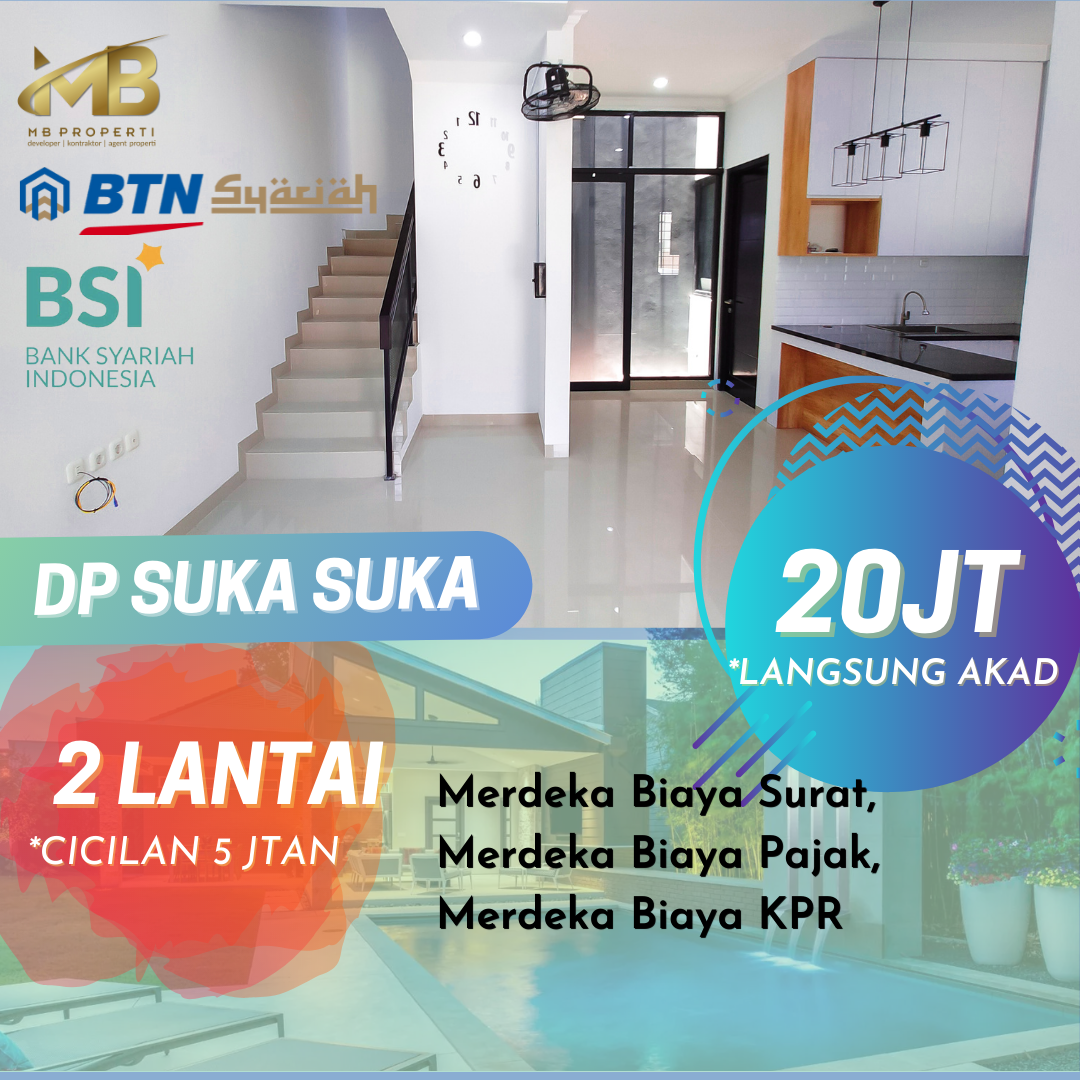 MB
MB PROPERTI
developer | kontraktor | agent properti
BTN Syariah
BSI
BANK SYARIAH
INDONESIA
DP SUKA SUKA
20JT
*LANGSUNG AKAD
2 LANTAI
*CICILAN 5 JTAN
Merdeka Biaya Surat,
Merdeka Biaya Pajak,
Merdeka Biaya KPR